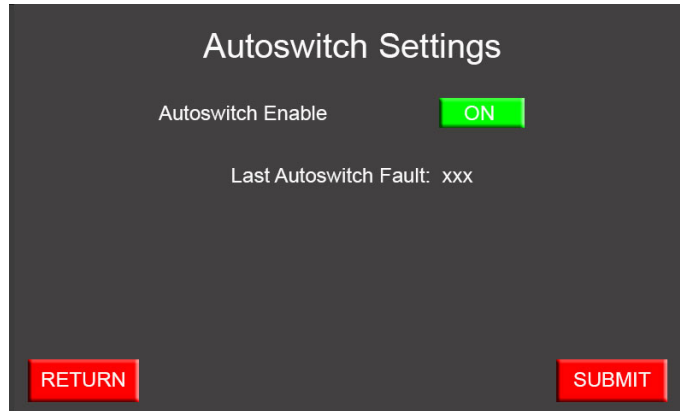 Autoswitch Settings
Autoswitch Enable ON
Last Autoswitch Fault: xxx
RETURN SUBMIT